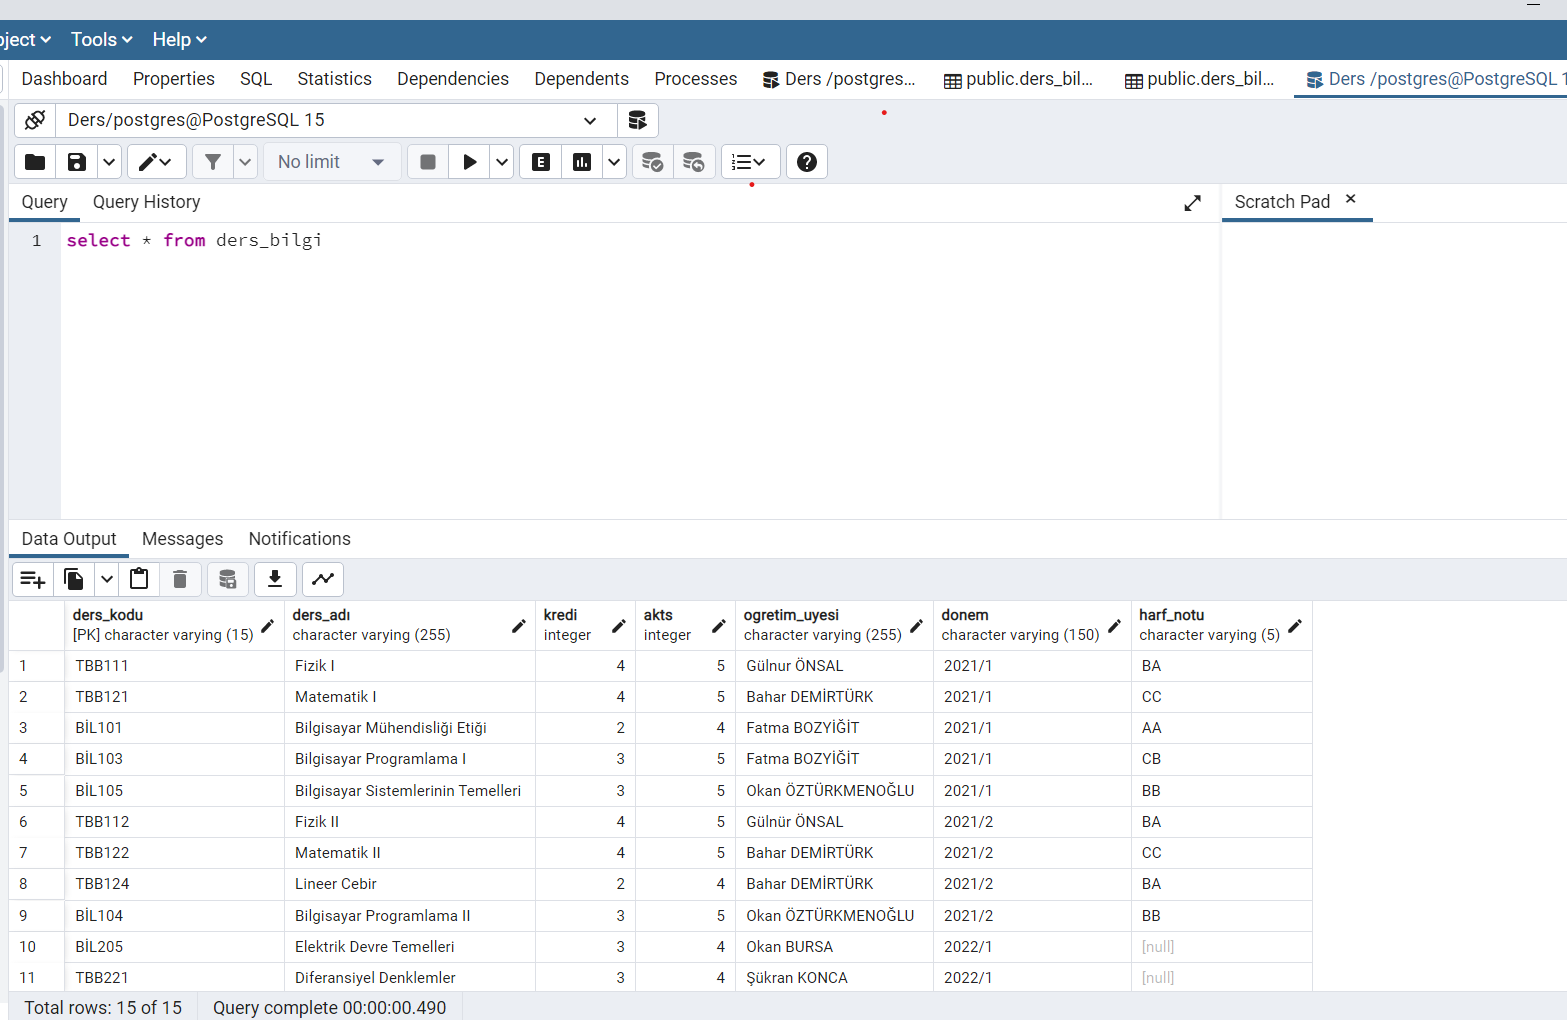 Tools Help
Dashboard Properties SQL Statistics Dependencies Dependents Processes Ders /postgres... public.ders_bil... public.ders_bil... Ders /postgres@PostgreSQL
Ders/postgres@PostgreSQL 15
No limit E
Query Query History Scratch Pad
1 select * from ders_bilgi
Data Output Messages Notifications
ders_kodu ders_adı kredi akts ogretim_uyesi donem harf_notu
[PK] character varying (15) character varying (255) integer integer character varying (255) character varying (150) character varying (5)
1 TBB111 Fizik I 4 5 Gülnur ÖNSAL 2021/1 BA
2 TBB121 Matematik I 4 5 Bahar DEMİRTÜRK 2021/1 CC
3 BİL101 Bilgisayar Mühendisliği Etiği 2 4 Fatma BOZYİĞİT 2021/1 AA
4 BİL103 Bilgisayar Programlama I 3 5 Fatma BOZYİĞİT 2021/1 CB
5 BİL105 Bilgisayar Sistemlerinin Temelleri 3 5 Okan ÖZTÜRKMENOĞLU 2021/1 BB
6 TBB112 Fizik II 4 5 Gülnür ÖNSAL 2021/2 BA
7 TBB122 Matematik II 4 5 Bahar DEMİRTÜRK 2021/2 CC
8 TBB124 Lineer Cebir 2 4 Bahar DEMİRTÜRK 2021/2 BA
9 BİL104 Bilgisayar Programlama II 3 5 Okan ÖZTÜRKMENOĞLU 2021/2 BB
10 BİL205 Elektrik Devre Temelleri 3 4 Okan BURSA 2022/1 [null]
11 TBB221 Diferansiyel Denklemler 3 4 Şükran KONCA 2022/1 [null]
Total rows: 15 of 15 Query complete 00:00:00.490